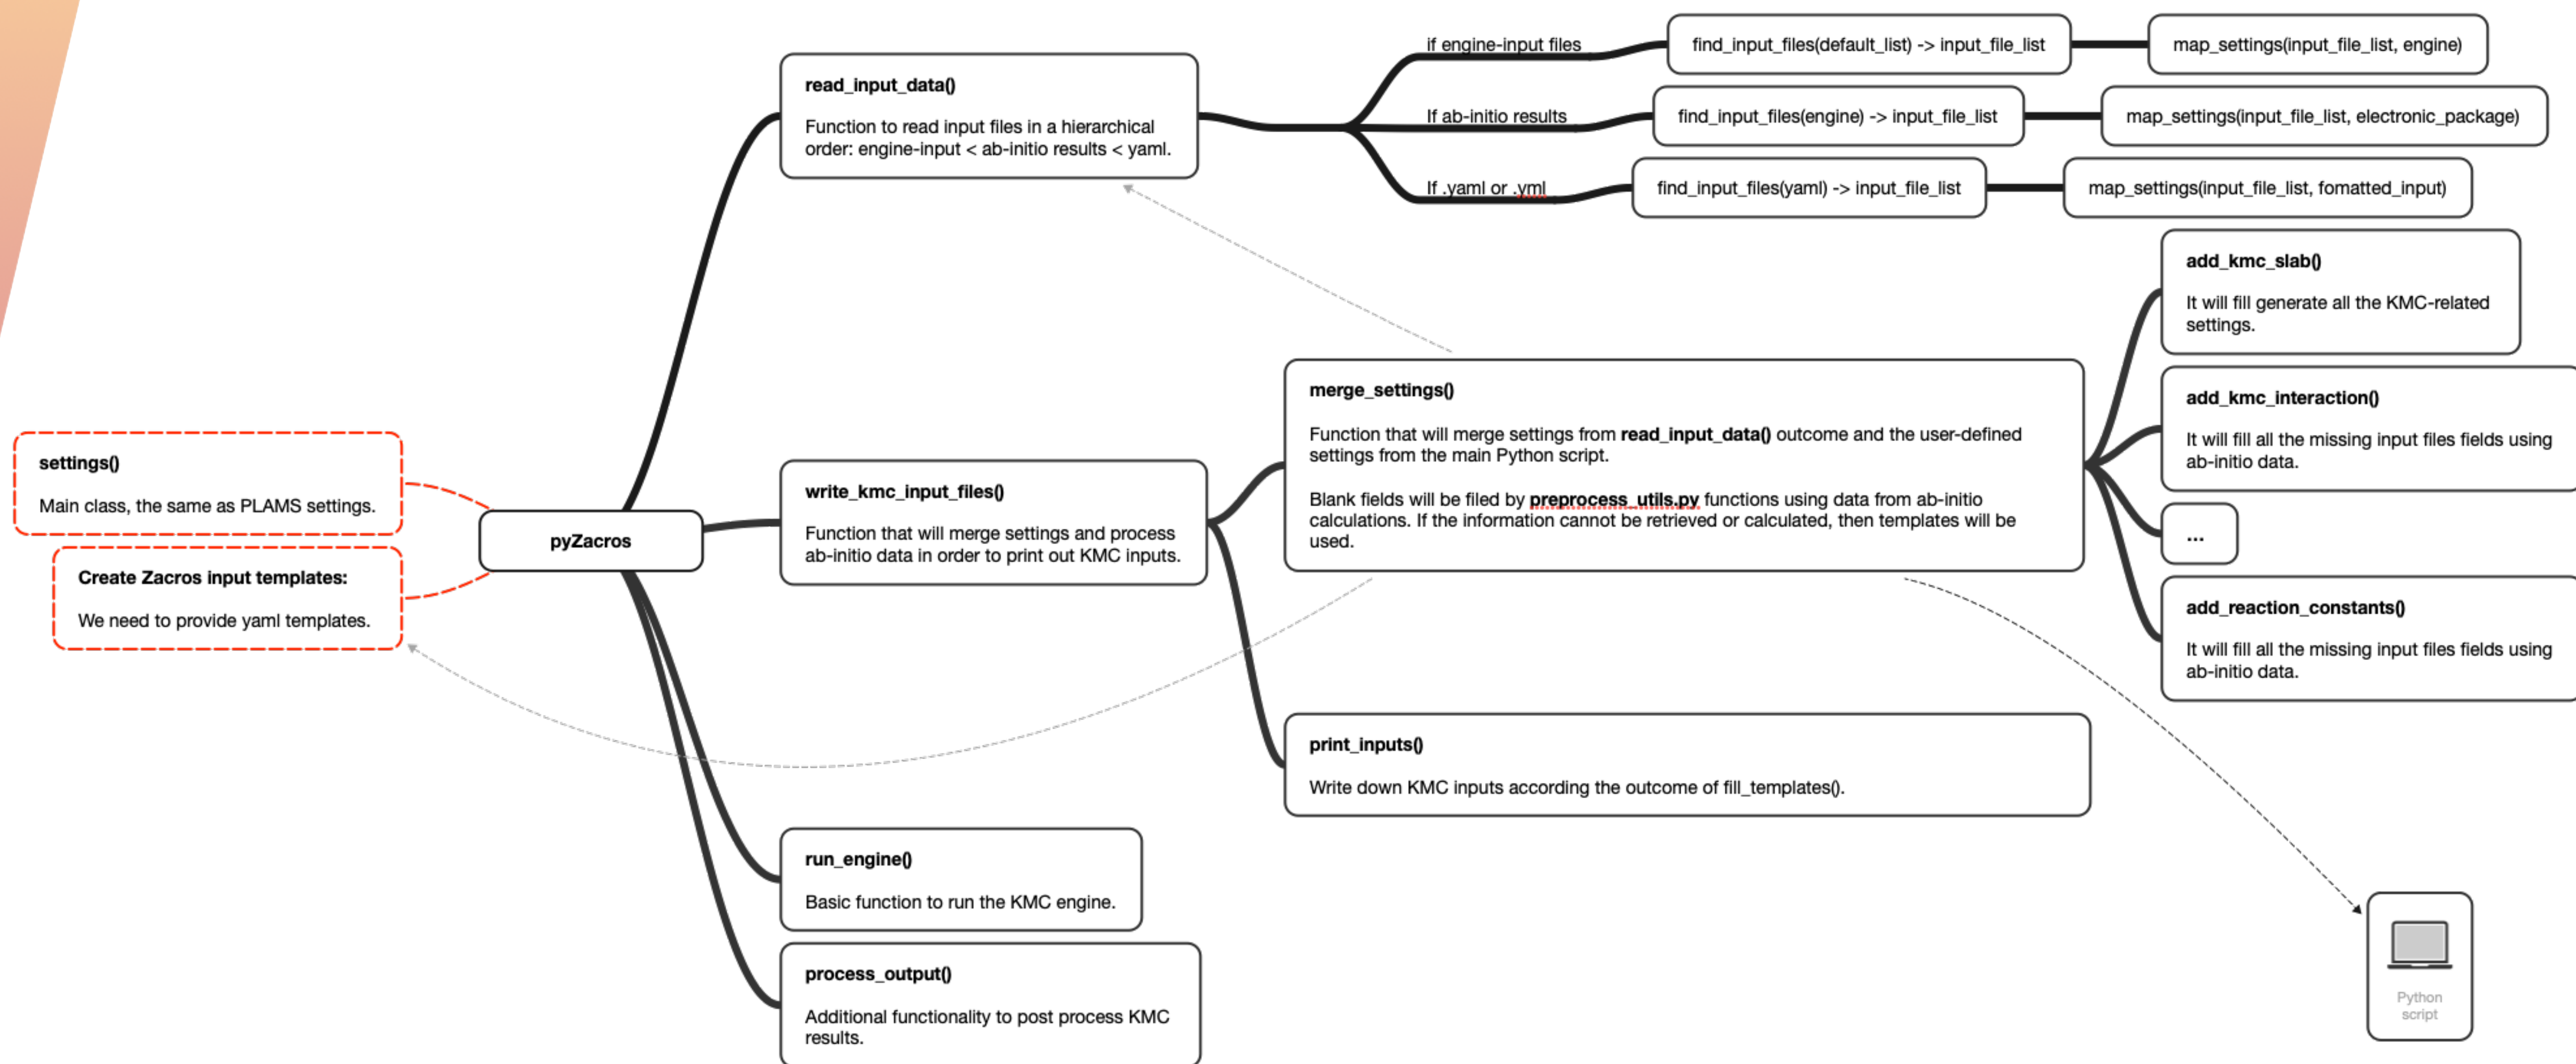 read_input_data()
Function to read input files in a hierarchical
order: engine-input < ab-initio results < yaml.
if engine-input files
find_input_files(default_list) -> input_file_list
map_settings(input_file_list, engine)
If ab-initio results
find_input_files(engine) -> input_file_list
map_settings(input_file_list, electronic_package)
If .yaml or .yml
find_input_files(yaml) -> input_file_list
map_settings(input_file_list, fomatted_input)
settings()
Main class, the same as PLAMS settings.
Create Zacros input templates:
We need to provide yaml templates.
pyZacros
write_kmc_input_files()
Function that will merge settings and process
ab-initio data in order to print out KMC inputs.
merge_settings()
Function that will merge settings from read_input_data() outcome and the user-defined
settings from the main Python script.
Blank fields will be filed by preprocess_utils.py functions using data from ab-initio
calculations. If the information cannot be retrieved or calculated, then templates will be
used.
add_kmc_slab()
It will fill generate all the KMC-related
settings.
add_kmc_interaction()
It will fill all the missing input files fields using
ab-initio data.
...
add_reaction_constants()
It will fill all the missing input files fields using
ab-initio data.
print_inputs()
Write down KMC inputs according the outcome of fill_templates().
run_engine()
Basic function to run the KMC engine.
process_output()
Additional functionality to post process KMC
results.
Python
script